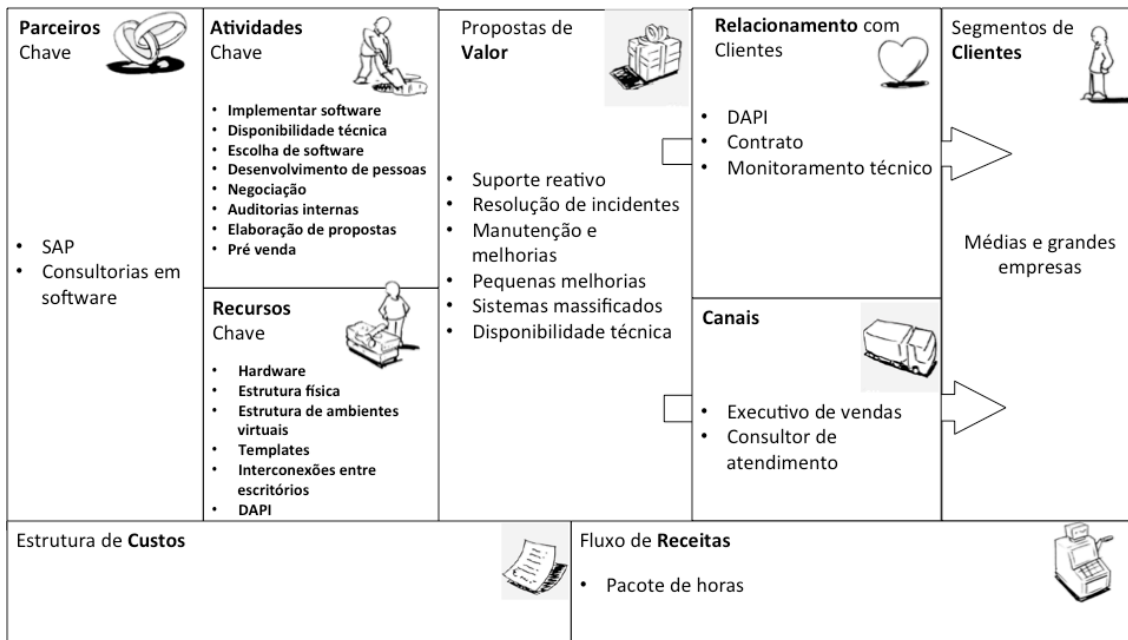 Parceiros
Chave
• SAP
• Consultorias em
software
Atividades
Chave
• Implementar software
• Disponibilidade técnica
• Escolha de software
• Desenvolvimento de pessoas
• Negociação
• Auditorias internas
• Elaboração de propostas
• Pré venda
Recursos
Chave
• Hardware
• Estrutura física
• Estrutura de ambientes
virtuais
• Templates
• Interconexões entre
escritórios
• DAPI
Propostas de
Valor
• Suporte reativo
• Resolução de incidentes
• Manutenção e
melhorias
• Pequenas melhorias
• Sistemas massificados
• Disponibilidade técnica
Relacionamento com
Clientes
• DAPI
• Contrato
• Monitoramento técnico
Canais
• Executivo de vendas
• Consultor de
atendimento
Segmentos de
Clientes
Médias e grandes
empresas
Estrutura de Custos
Fluxo de Receitas
• Pacote de horas